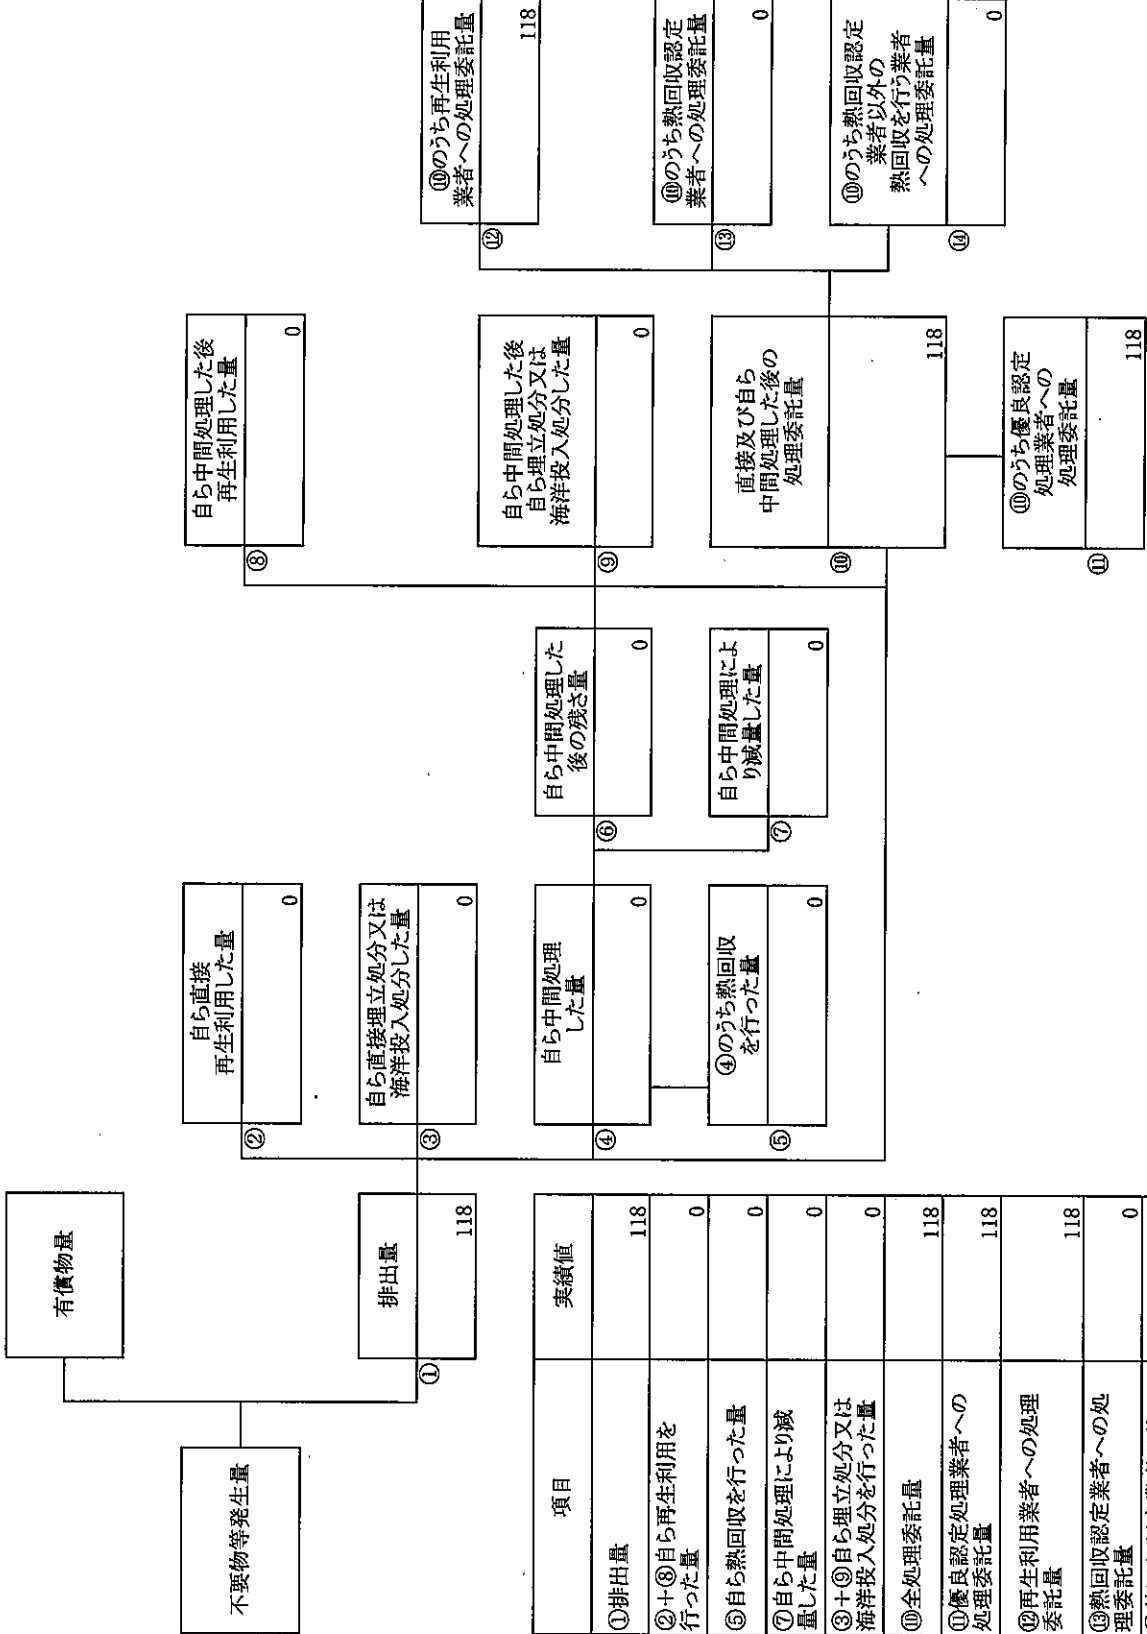 不要物等発生量
有償物量
排出量
①
118
自ら直接
再生利用した量
②
0
自ら直接埋立処分又は
海洋投入処分した量
③
0
自ら中間処理
した量
④
0
④のうち熱回収
を行った量
⑤
0
自ら中間処理した
後の残さ量
⑥
0
自ら中間処理によ
り減量した量
⑦
0
自ら中間処理した後
再生利用した量
⑧
0
自ら中間処理した後
自ら埋立処分又は
海洋投入処分した量
⑨
0
直接及び自ら
中間処理した後の
処理委託量
⑩
118
⑩のうち優良認定
処理業者への
処理委託量
⑪
118
⑩のうち再生利用
業者への処理委託量
⑫
118
⑩のうち熱回収認定
業者への処理委託量
⑬
0
⑩のうち熱回収認定
業者以外の
熱回収を行う業者
への処理委託量
⑭
0
項目 実績値
①排出量 118
②+⑧自ら再生利用を
行った量 0
⑤自ら熱回収を行った量 0
⑦自ら中間処理により減
量した量 0
③+⑨自ら埋立処分又は
海洋投入処分を行った量 0
⑩全処理委託量 118
⑪優良認定処理業者への
処理委託量 118
⑫再生利用業者への処理
委託量 118
⑬熱回収認定業者への処
理委託量 0